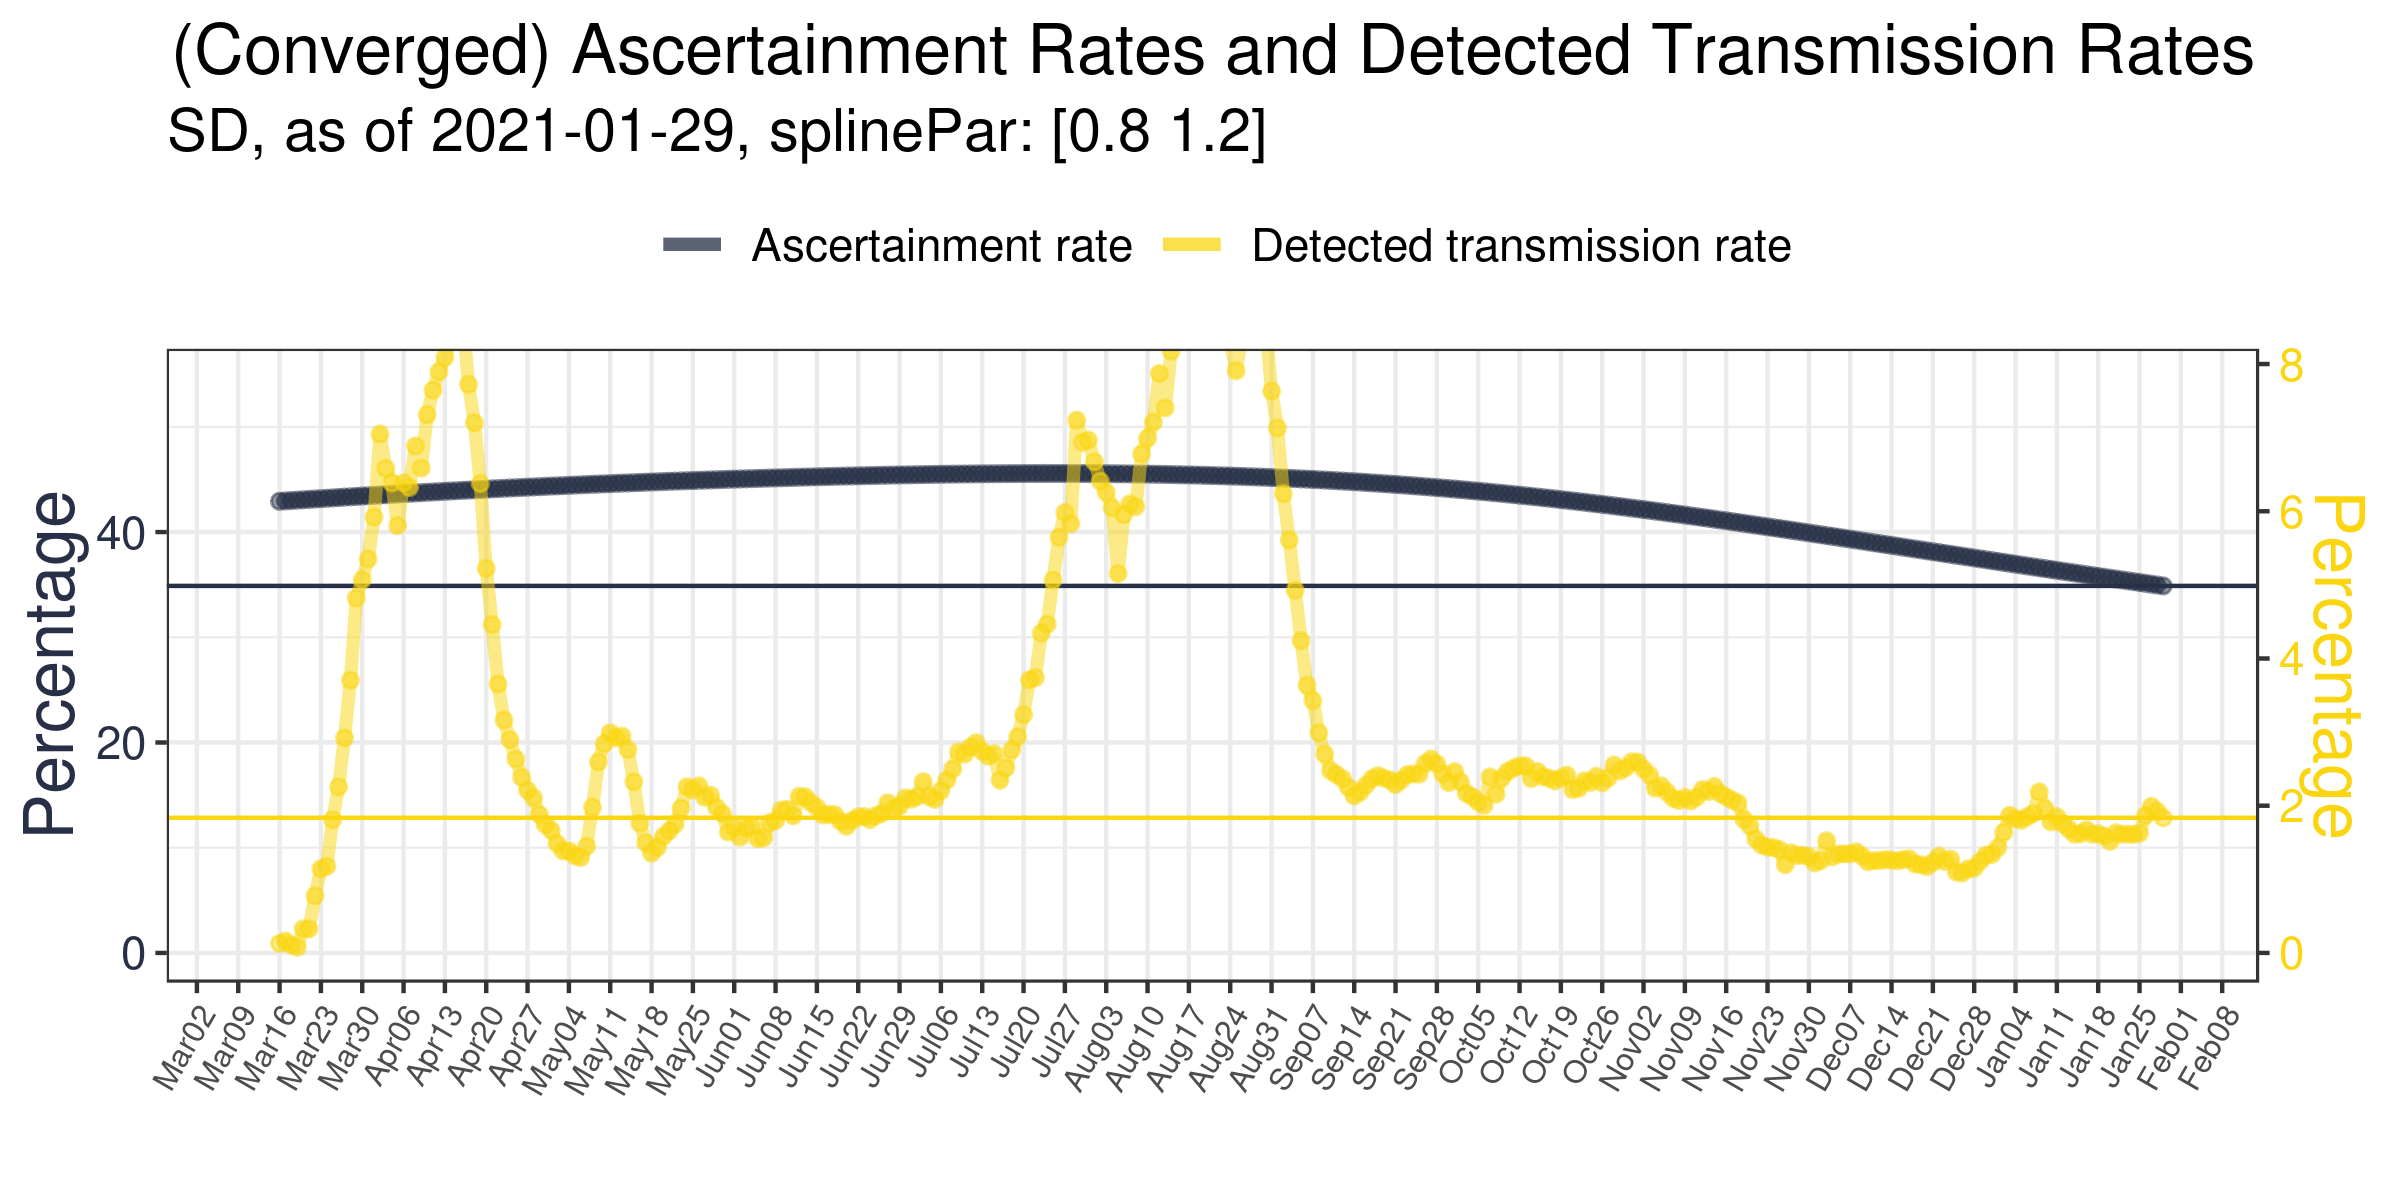 (Converged) Ascertainment Rates and Detected Transmission Rates
SD, as of 2021-01-29, splinePar: [0.8 1.2]
Ascertainment rate
Detected transmission rate
Percentage
40
20
0
8
6
4
2
0
Percentage
Mar02
Mar09
Mar16
Mar23
Mar30
Apr06
Apr13
Apr20
Apr27
May04
May11
May18
May25
Jun01
Jun08
Jun15
Jun22
Jun29
Jul06
Jul13
Jul20
Jul27
Aug03
Aug10
Aug17
Aug24
Aug31
Sep07
Sep14
Sep21
Sep28
Oct05
Oct12
Oct19
Oct26
Nov02
Nov09
Nov16
Nov23
Nov30
Dec07
Dec14
Dec21
Dec28
Jan04
Jan11
Jan18
Jan25
Feb01
Feb08